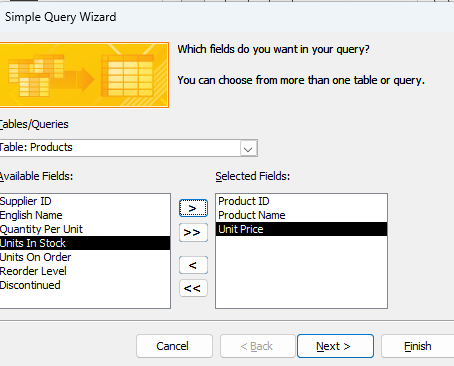 Simple Query Wizard
Which fields do you want in your query?
You can choose from more than one table or query.
Tables/Queries
Table: Products
Available Fields:
Selected Fields:
Supplier ID
English Name
Quantity Per Unit
Units In Stock
Units On Order
Reorder Level
Discontinued
>
>>
<
<<
Product ID
Product Name
Unit Price
Cancel
< Back
Next >
Finish